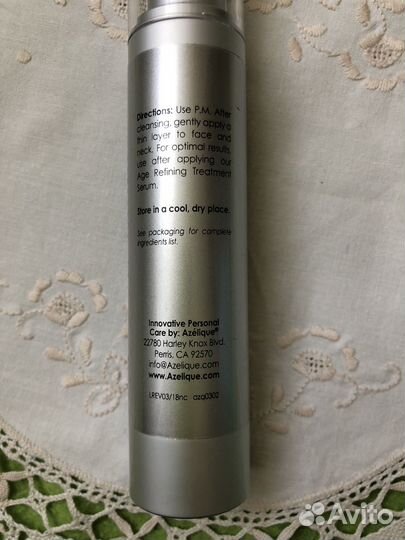 Directions: Use P.M. After
cleansing, gently apply a
thin layer to face and
neck. For optimal results,
use after applying our
Age Refining Treatment
Serum.
Store in a cool, dry place.
See packaging for complete
ingredients list.
Innovative Personal
Care by: Azélique®
22780 Harley Knox Blvd.
Perris, CA 92570
info@Azelique.com
www.Azelique.com
LREV03/18nc azq0302
Avito